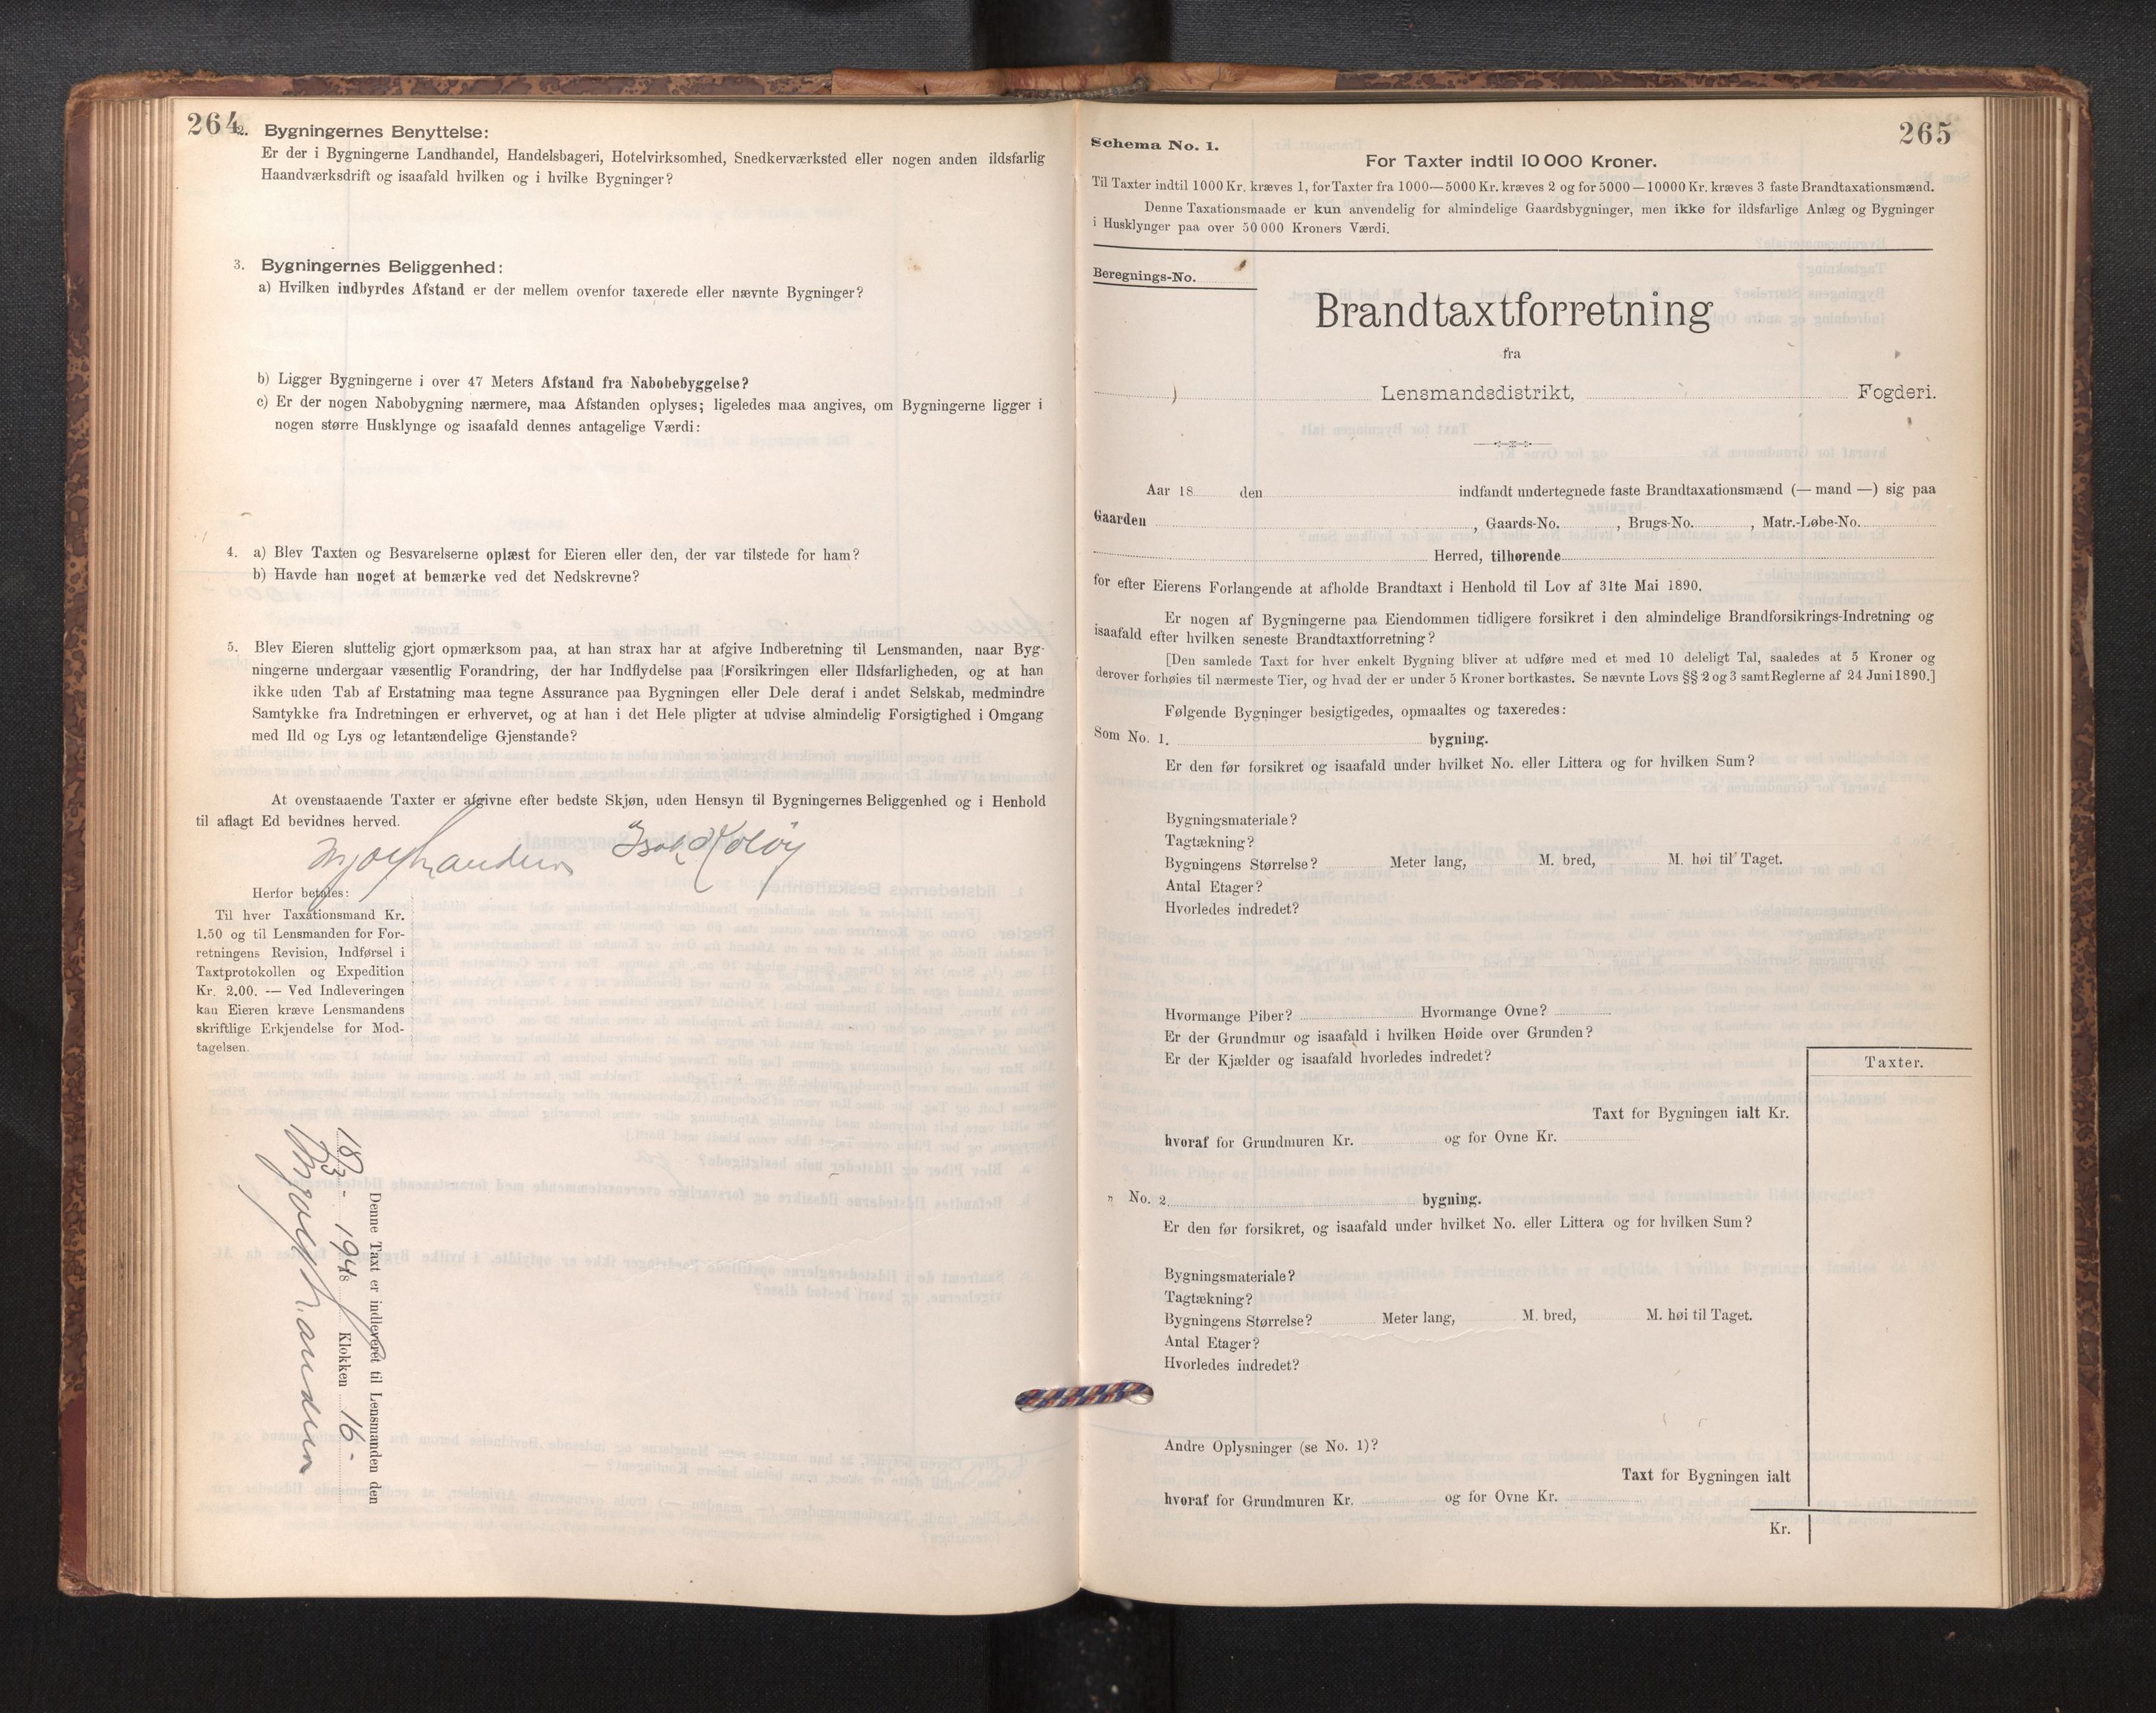 264
2. Bygningernes Benyttelse:
Er der i Bygningerne Landhandel, Handelsbageri, Hotelvirksomhed, Snedkerværksted eller nogen anden ildsfarlig
Haandværksdrift og isaafald hvilken og i hvilke Bygninger?
3. Bygningernes Beliggenhed:
a) Hvilken indbyrdes Afstand er der mellem ovenfor taxerede eller nævnte Bygninger?
b) Ligger Bygningerne i over 47 Meters Afstand fra Nabobebyggelse?
c) Er der nogen Nabobygning nærmere, maa Afstanden oplyses; ligeledes maa angives, om Bygningerne ligger i
nogen større Husklynge og isaafald dennes antagelige Værdi:
4. a) Blev Taxten og Besvarelserne oplæst for Eieren eller den, der var tilstede for ham?
b) Havde han noget at bemærke ved det Nedskrevne?
5. Blev Eieren sluttelig gjort opmærksom paa, at han strax har at afgive Indberetning til Lensmanden, naar Byg-
ningerne undergaar væsentlig Forandring, der har Indflydelse paa Forsikringen eller Ildsfarligheden, og at han
ikke uden Tab af Erstatning maa tegne Assurance paa Bygningen eller Dele deraf i andet Selskab, medmindre
Samtykke fra Indretningen er erhvervet, og at han i det Hele pligter at udvise almindelig Forsigtighed i Omgang
med Ild og Lys og letantændelige Gjenstande?
At ovenstaaende Taxter er afgivne efter bedste Skjøn, uden Hensyn til Bygningernes Beliggenhed og i Henhold
til aflagt Ed bevidnes herved.
Herfor betales:
Til hver Taxationsmand Kr.
1.50 og til Lensmanden for For-
retningens Revision, Indførsel i
Taxtprotokollen og Expedition
Kr. 2.00. — Ved Indleveringen
kan Eieren kræve Lensmandens
skriftlige Erkjendelse for Mod-
tagelsen.
Denne Taxt er indleveret til Lensmanden den
18/3 - 1948 Klokken 16 -
265
Schema No. 1.
For Taxter indtil 10 000 Kroner.
Til Taxter indtil 1000 Kr. kræves 1, for Taxter fra 1000—5000 Kr. kræves 2 og for 5000—10000 Kr. kræves 3 faste Brandtaxationsmænd.
Denne Taxationsmaade er kun anvendelig for almindelige Gaardsbygninger, men ikke for ildsfarlige Anlæg og Bygninger
i Husklynger paa over 50 000 Kroners Værdi.
Beregnings-No.
Brandtaxtforretning
fra
Lensmandsdistrikt, Fogderi.
Aar 18 den indfandt undertegnede faste Brandtaxationsmænd (— mand —) sig paa
Gaarden , Gaards-No. , Brugs-No. , Matr.-Løbe-No.
Herred, tilhørende
for efter Eierens Forlangende at afholde Brandtaxt i Henhold til Lov af 31te Mai 1890.
Er nogen af Bygningerne paa Eiendommen tidligere forsikret i den almindelige Brandforsikrings-Indretning og
isaafald efter hvilken seneste Brandtaxtforretning?
[Den samlede Taxt for hver enkelt Bygning bliver at udføre med et med 10 deleligt Tal, saaledes at 5 Kroner og
derover forhøies til nærmeste Tier, og hvad der er under 5 Kroner bortkastes. Se nævnte Lovs §§ 2 og 3 samt Reglerne af 24 Juni 1890.]
Følgende Bygninger besigtigedes, opmaaltes og taxeredes:
Som No. 1. bygning.
Er den før forsikret og isaafald under hvilket No. eller Littera og for hvilken Sum?
Bygningsmateriale?
Tagtækning?
Bygningens Størrelse? Meter lang, M. bred, M. høi til Taget.
Antal Etager?
Hvorledes indredet?
Hvormange Piber? Hvormange Ovne?
Er der Grundmur og isaafald i hvilken Høide over Grunden?
Er der Kjælder og isaafald hvorledes indredet?
Taxter.
Taxt for Bygningen ialt Kr.
hvoraf for Grundmuren Kr. og for Ovne Kr.
" No. 2 bygning.
Er den før forsikret, og isaafald under hvilket No. eller Littera og for hvilken Sum?
Bygningsmateriale?
Tagtækning?
Bygningens Størrelse? Meter lang, M. bred, M. høi til Taget.
Antal Etager?
Hvorledes indredet?
Andre Oplysninger (se No. 1)?
Taxt for Bygningen ialt
hvoraf for Grundmuren Kr. og for Ovne Kr.
Kr.